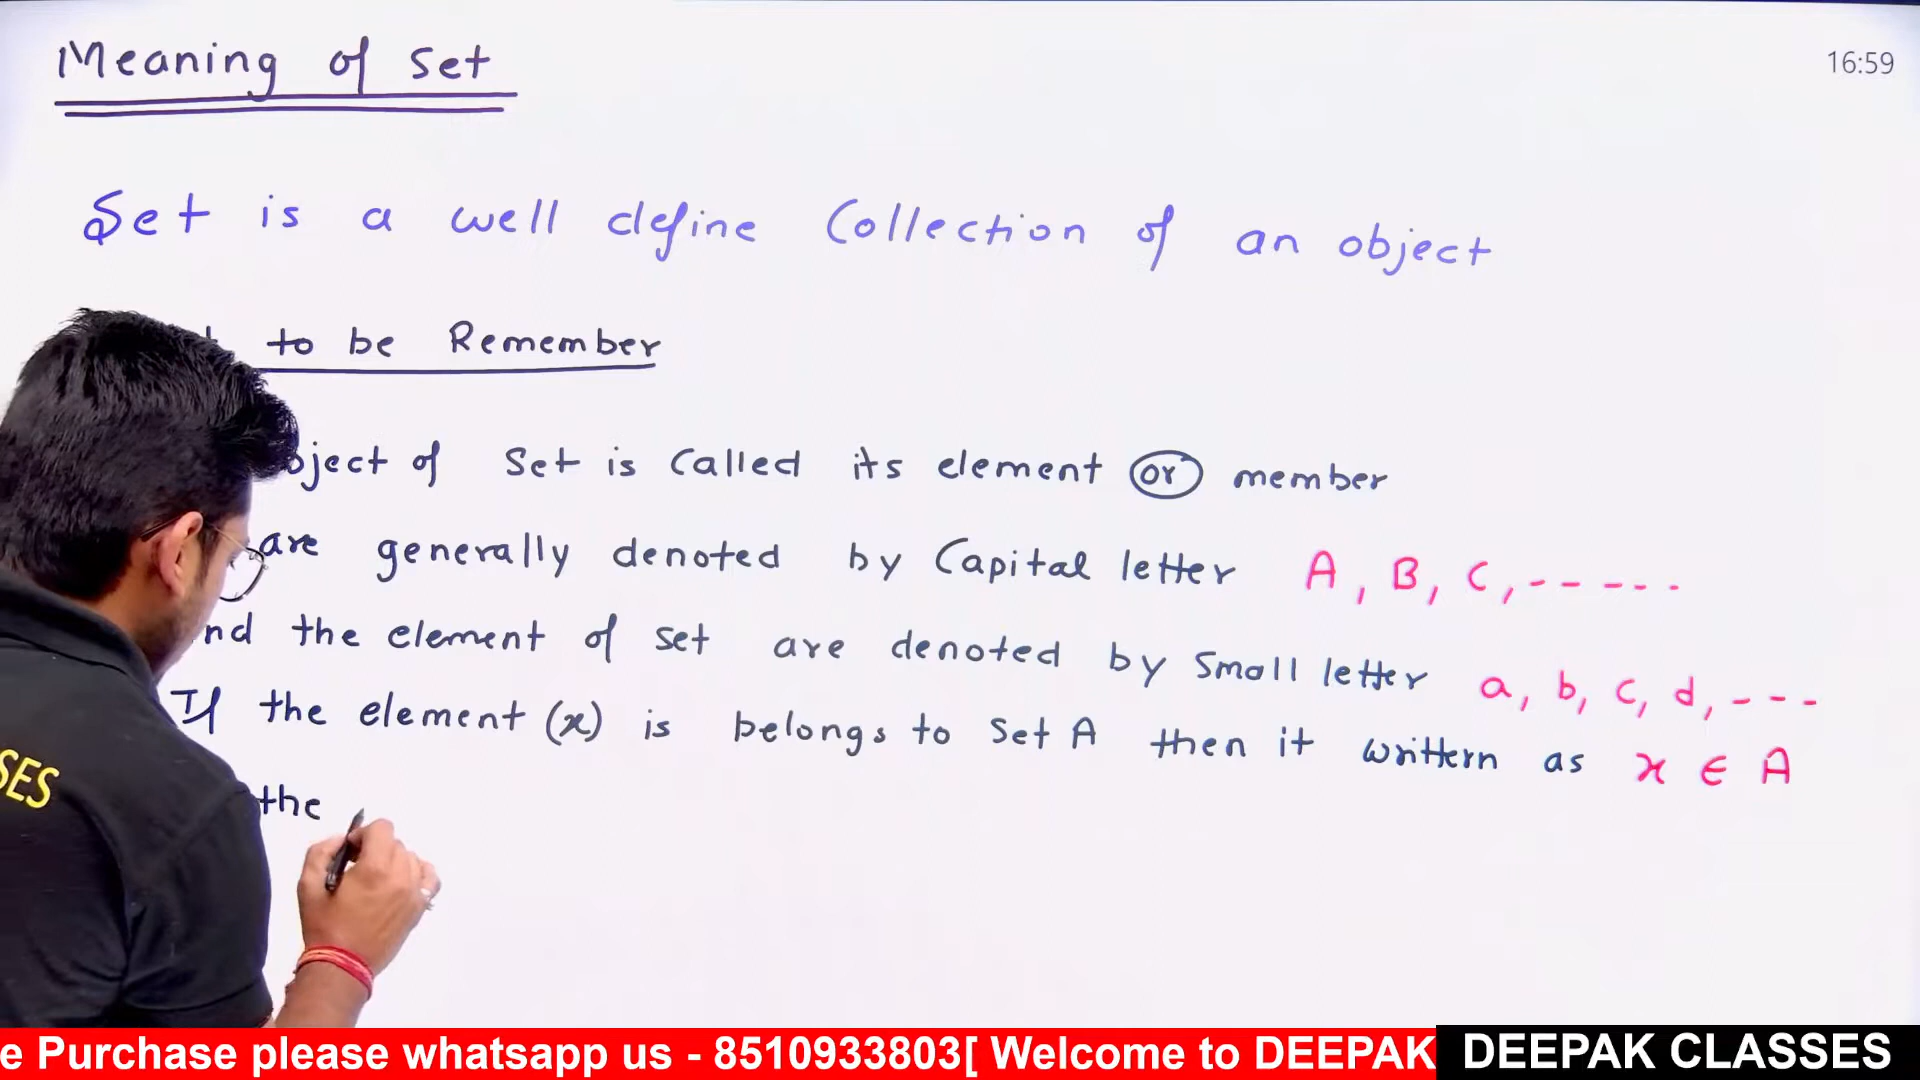 Meaning of Set
16:59
Set is a well define Collection of an object
to be Remember
object of Set is Called its element or member
are generally denoted by Capital letter A, B, C, -- ---
and the element of set are denoted by Small letter a, b, c, d, ---
If the element (x) is belongs to Set A then it writtern as x ∈ A
the
SES
e Purchase please whatsapp us - 8510933803[ Welcome to DEEPAK
DEEPAK CLASSES